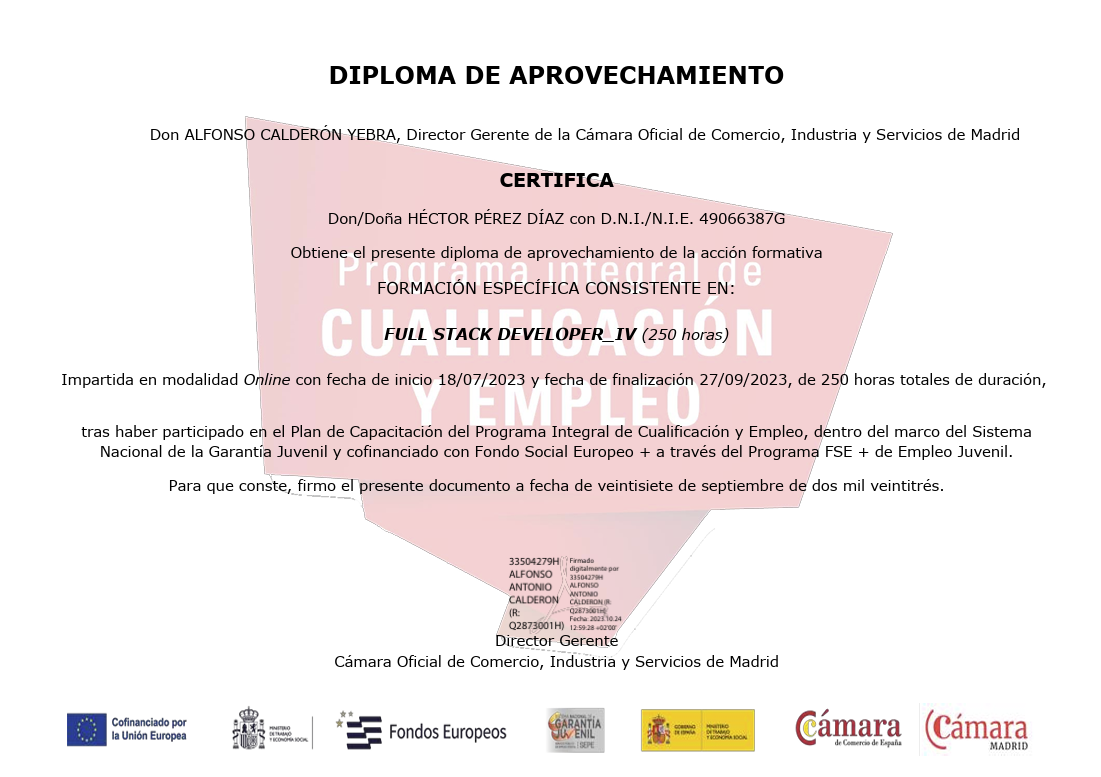 DIPLOMA DE APROVECHAMIENTO
Don ALFONSO CALDERÓN YEBRA, Director Gerente de la Cámara Oficial de Comercio, Industria y Servicios de Madrid
CERTIFICA
Don/Doña HÉCTOR PÉREZ DÍAZ con D.N.I./N.I.E. 49066387G
Obtiene el presente diploma de aprovechamiento de la acción formativa
Programa integral de
FORMACIÓN ESPECÍFICA CONSISTENTE EN:
CUALIFICACIÓN
FULL STACK DEVELOPER_IV (250 horas)
Impartida en modalidad Online con fecha de inicio 18/07/2023 y fecha de finalización 27/09/2023, de 250 horas totales de duración,
Y EMPLEO
tras haber participado en el Plan de Capacitación del Programa Integral de Cualificación y Empleo, dentro del marco del Sistema
Nacional de la Garantía Juvenil y cofinanciado con Fondo Social Europeo + a través del Programa FSE + de Empleo Juvenil.
Para que conste, firmo el presente documento a fecha de veintisiete de septiembre de dos mil veintitrés.
33504279H
ALFONSO
ANTONIO
CALDERON
(R:
Q2873001H)
Firmado
digitalmente por
33504279H
ALFONSO
ANTONIO
CALDERON (R:
Q2873001H)
Fecha: 2023.10.24
12:59:28 +02'00'
Director Gerente
Cámara Oficial de Comercio, Industria y Servicios de Madrid
Cofinanciado por
la Unión Europea
MINISTERIO
DE TRABAJO
Y ECONOMÍA SOCIAL
Fondos Europeos
GARANTÍA
JUVENIL
SEPE
GOBIERNO
DE ESPAÑA
MINISTERIO
DE TRABAJO
Y ECONOMÍA SOCIAL
Cámara
de Comercio de España
Cámara
MADRID